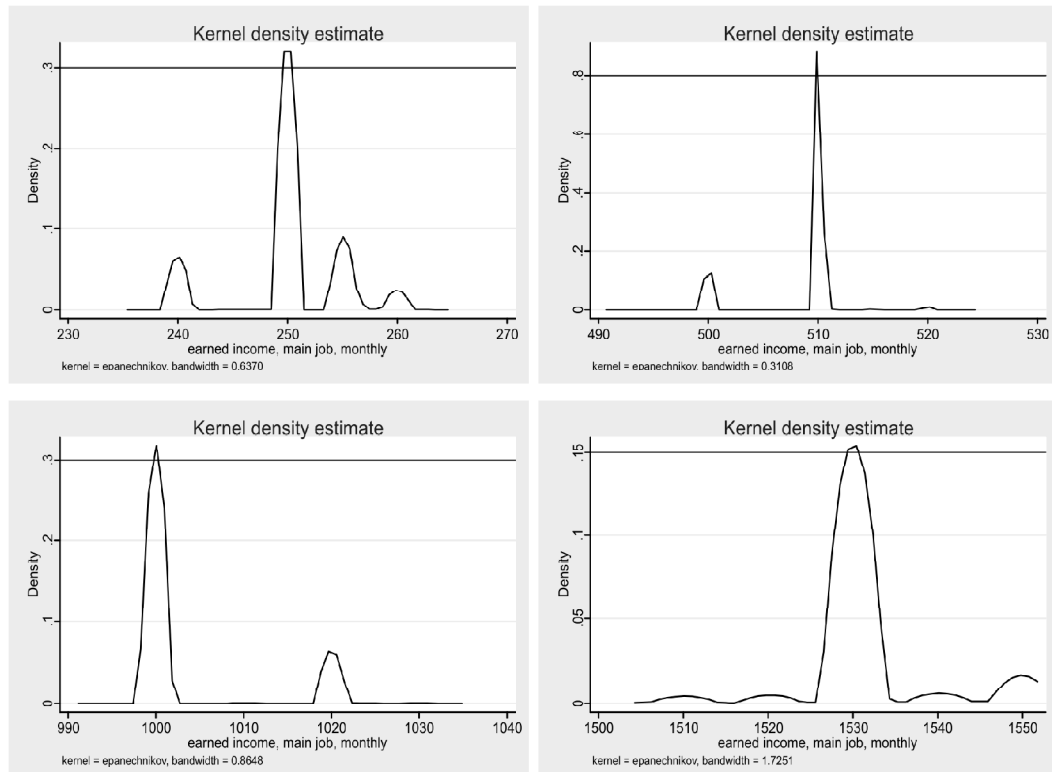 Kernel density estimate
.3
.2
.1
0
Density
230 240 250 260 270
earned income, main job, monthly
kernel = epanechnikov, bandwidth = 0.6370
Kernel density estimate
.8
.6
.4
.2
0
Density
490 500 510 520 530
earned income, main job, monthly
kernel = epanechnikov, bandwidth = 0.3108
Kernel density estimate
.3
.2
.1
0
Density
990 1000 1010 1020 1030 1040
earned income, main job, monthly
kernel = epanechnikov, bandwidth = 0.8648
Kernel density estimate
.15
.1
.05
0
Density
1500 1510 1520 1530 1540 1550
earned income, main job, monthly
kernel = epanechnikov, bandwidth = 1.7251